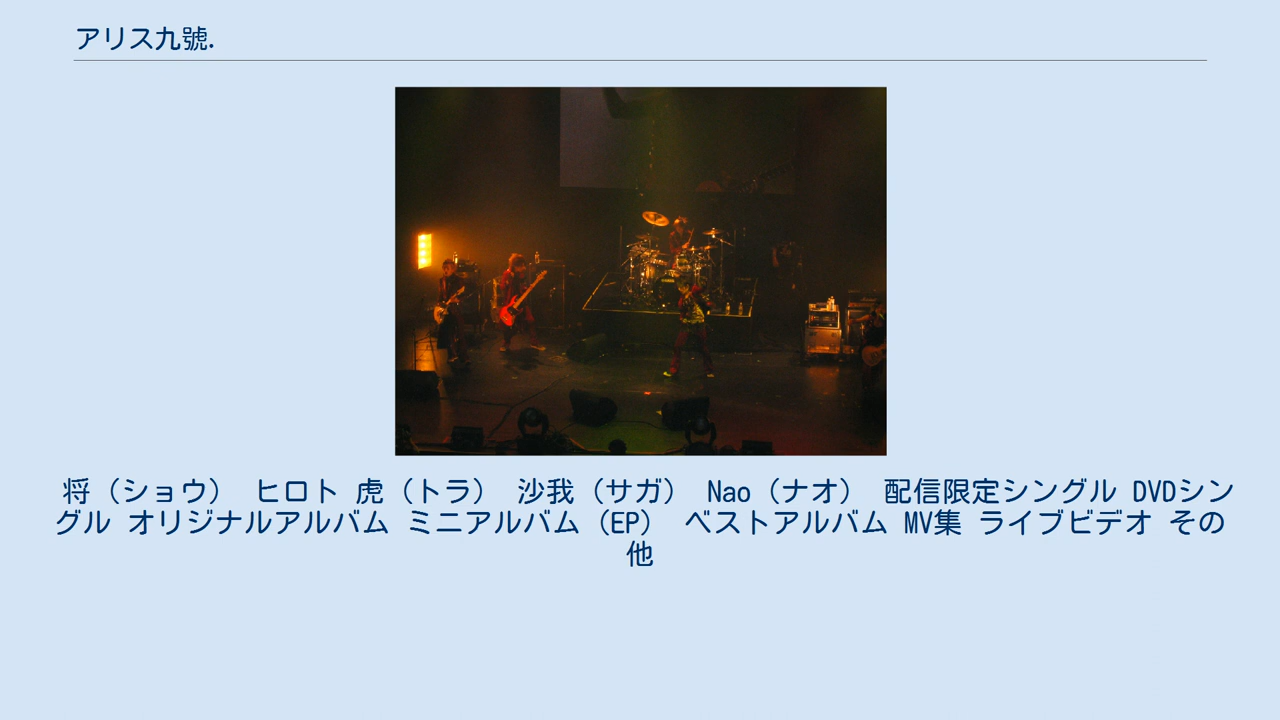 アリス九號.
将（ショウ） ヒロト 虎（トラ） 沙我（サガ） Nao（ナオ） 配信限定シングル DVDシン
グル オリジナルアルバム ミニアルバム（EP） ベストアルバム MV集 ライブビデオ その
他